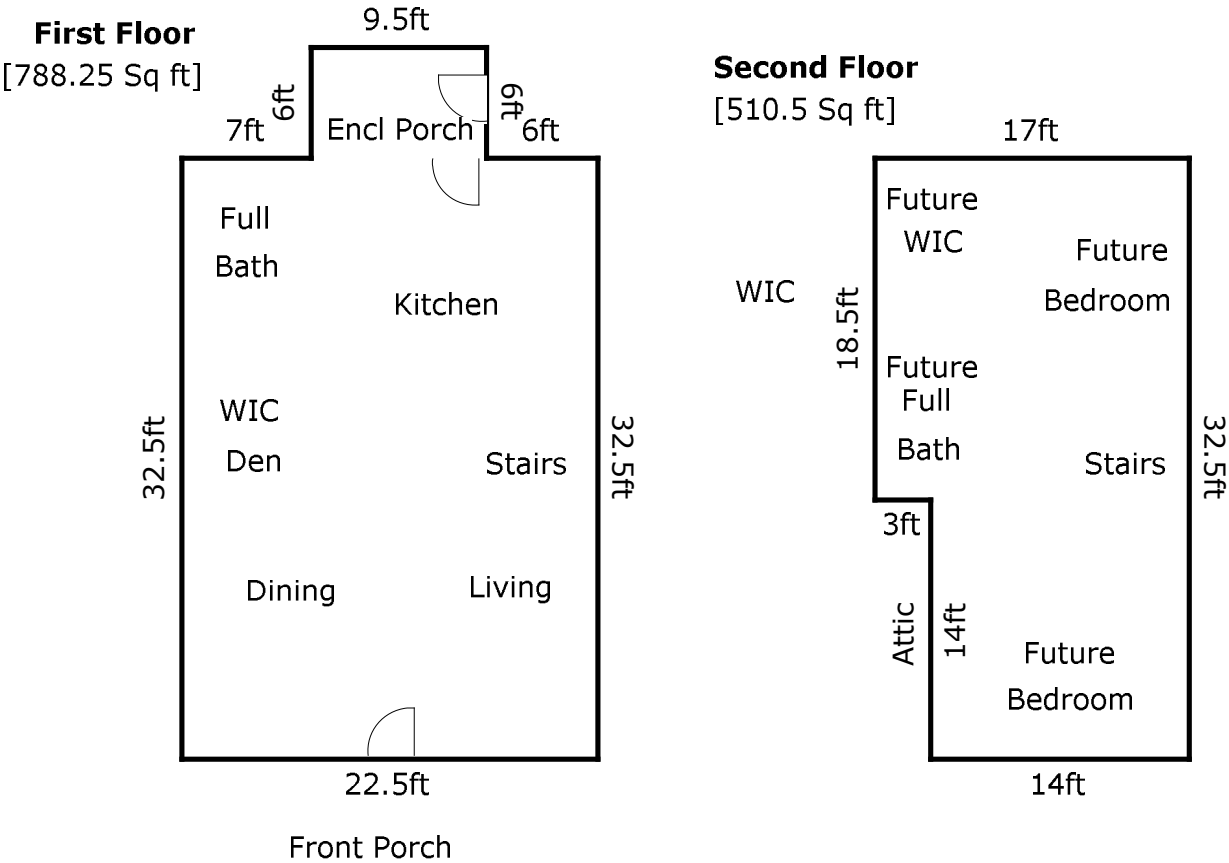 First Floor
[788.25 Sq ft]
9.5ft
6ft
6ft
7ft
Encl Porch
6ft
Full
Bath
Kitchen
WIC
Den
Stairs
32.5ft
32.5ft
Dining
Living
22.5ft
Front Porch
Second Floor
[510.5 Sq ft]
17ft
Future
WIC
Future
Bedroom
WIC
18.5ft
Future
Full
Bath
Stairs
32.5ft
3ft
Attic
14ft
Future
Bedroom
14ft